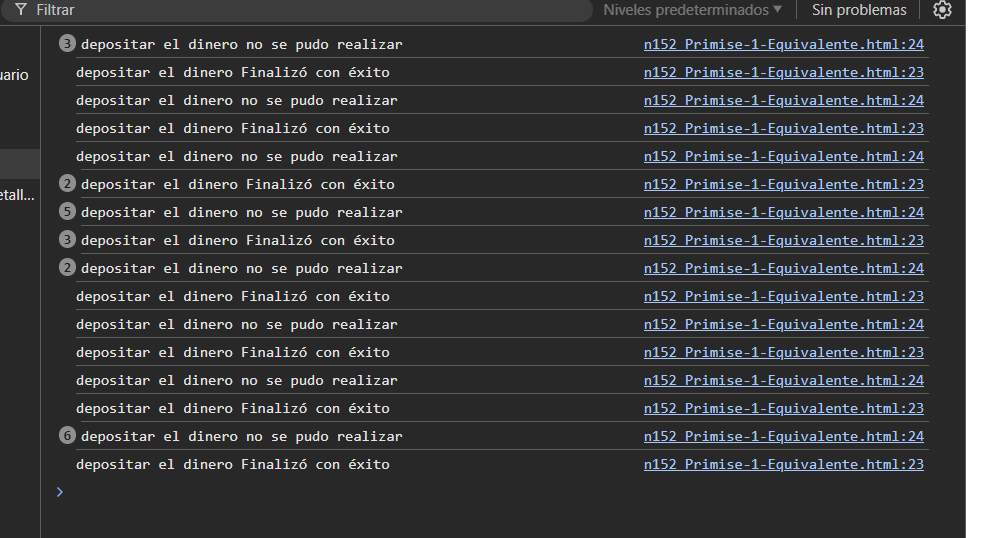 Filtrar Niveles predeterminados ▼ Sin problemas
uario
etall...
3 depositar el dinero no se pudo realizar n152 Primise-1-Equivalente.html:24
depositar el dinero Finalizó con éxito n152 Primise-1-Equivalente.html:23
depositar el dinero no se pudo realizar n152 Primise-1-Equivalente.html:24
depositar el dinero Finalizó con éxito n152 Primise-1-Equivalente.html:23
depositar el dinero no se pudo realizar n152 Primise-1-Equivalente.html:24
2 depositar el dinero Finalizó con éxito n152 Primise-1-Equivalente.html:23
5 depositar el dinero no se pudo realizar n152 Primise-1-Equivalente.html:24
3 depositar el dinero Finalizó con éxito n152 Primise-1-Equivalente.html:23
2 depositar el dinero no se pudo realizar n152 Primise-1-Equivalente.html:24
depositar el dinero Finalizó con éxito n152 Primise-1-Equivalente.html:23
depositar el dinero no se pudo realizar n152 Primise-1-Equivalente.html:24
depositar el dinero Finalizó con éxito n152 Primise-1-Equivalente.html:23
depositar el dinero no se pudo realizar n152 Primise-1-Equivalente.html:24
depositar el dinero Finalizó con éxito n152 Primise-1-Equivalente.html:23
6 depositar el dinero no se pudo realizar n152 Primise-1-Equivalente.html:24
depositar el dinero Finalizó con éxito n152 Primise-1-Equivalente.html:23